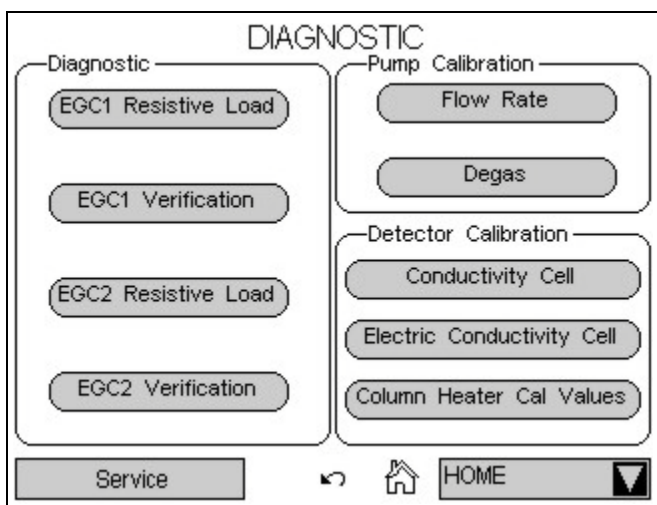 DIAGNOSTIC
Diagnostic
EGC1 Resistive Load
EGC1 Verification
EGC2 Resistive Load
EGC2 Verification
Pump Calibration
Flow Rate
Degas
Detector Calibration
Conductivity Cell
Electric Conductivity Cell
Column Heater Cal Values
Service
HOME